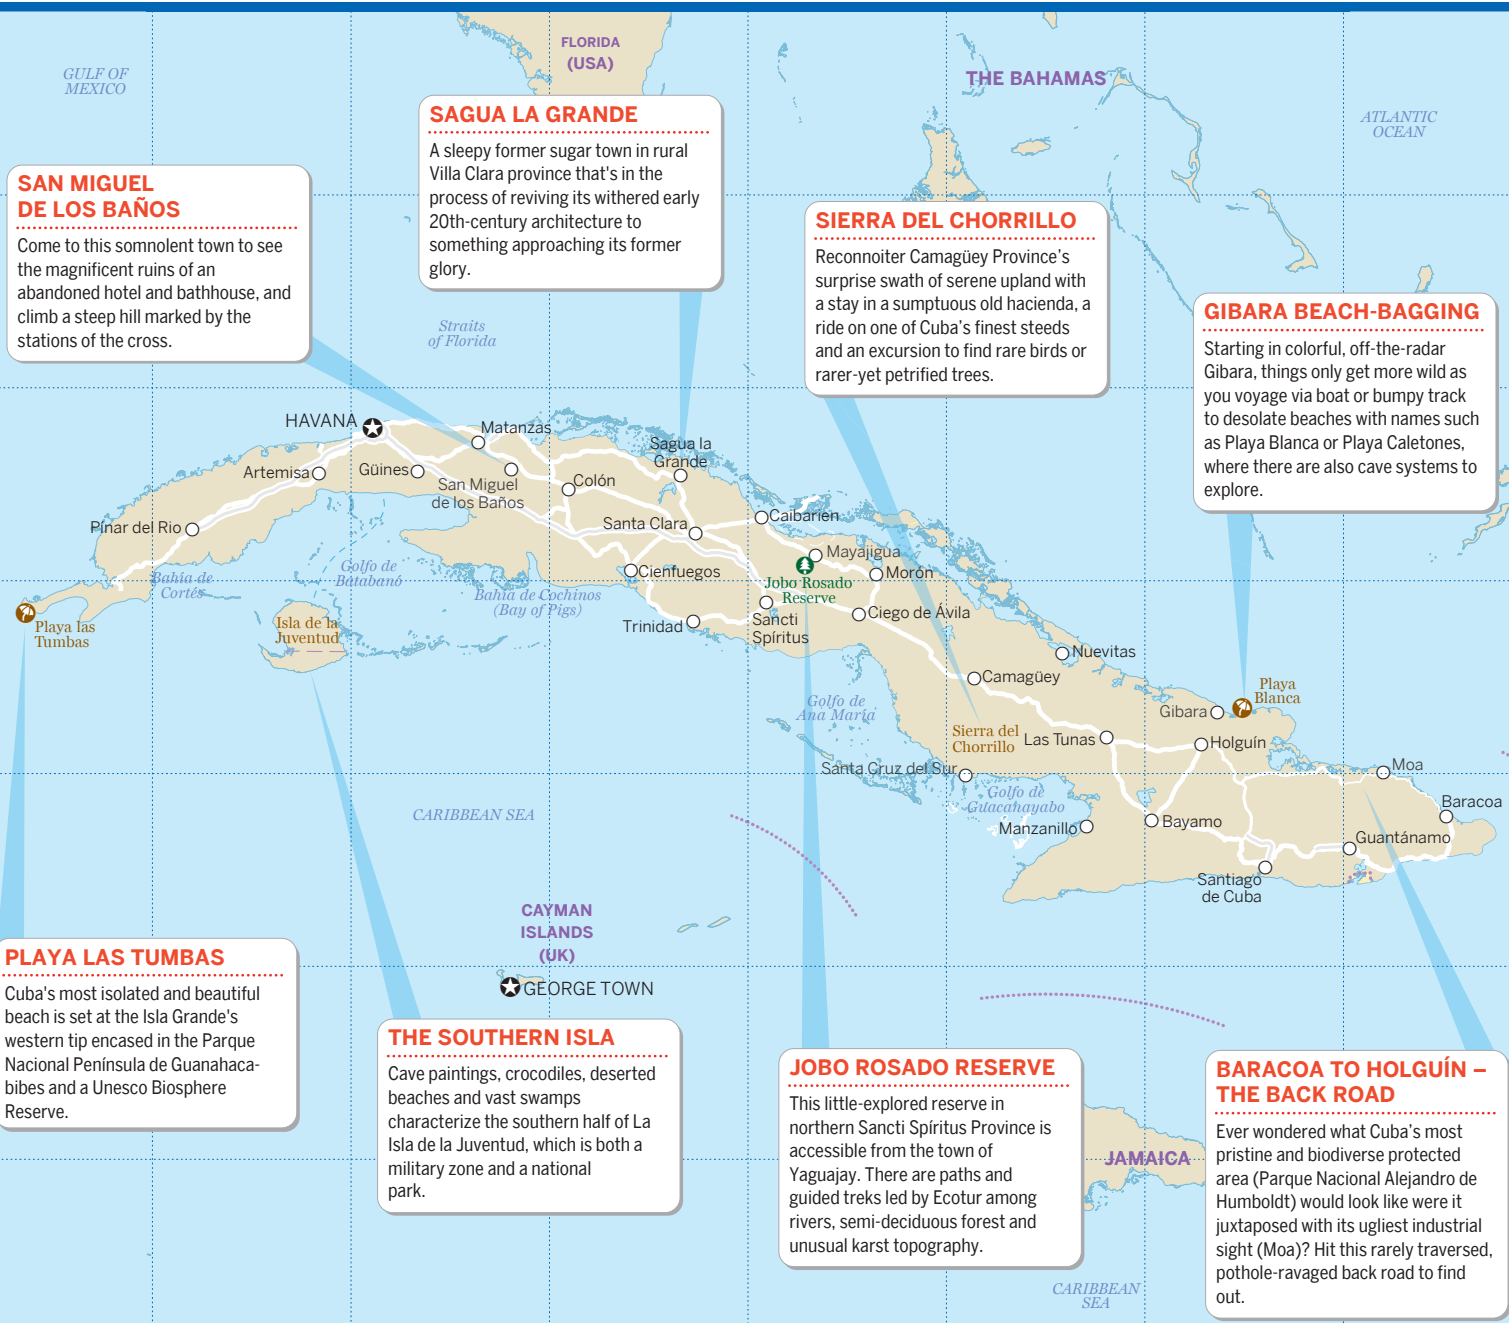 FLORIDA
(USA)
GULF OF
MEXICO
THE BAHAMAS
ATLANTIC
OCEAN
SAGUA LA GRANDE
A sleepy former sugar town in rural
Villa Clara province that's in the
process of reviving its withered early
20th-century architecture to
something approaching its former
glory.
SAN MIGUEL
DE LOS BAÑOS
Come to this somnolent town to see
the magnificent ruins of an
abandoned hotel and bathhouse, and
climb a steep hill marked by the
stations of the cross.
SIERRA DEL CHORRILLO
Reconnoiter Camagüey Province's
surprise swath of serene upland with
a stay in a sumptuous old hacienda, a
ride on one of Cuba's finest steeds
and an excursion to find rare birds or
rarer-yet petrified trees.
GIBARA BEACH-BAGGING
Starting in colorful, off-the-radar
Gibara, things only get more wild as
you voyage via boat or bumpy track
to desolate beaches with names such
as Playa Blanca or Playa Caletones,
where there are also cave systems to
explore.
Straits
of Florida
HAVANA
Matanzas
Sagua la
Grande
Artemisa
Güines
San Miguel
de los Baños
Colón
Pinar del Rio
Santa Clara
Caibarién
Mayajigua
Golfo de
Batabanó
Bahía de
Cortés
Cienfuegos
Jobo Rosado
Reserve
Morón
Bahía de Cochinos
(Bay of Pigs)
Playa las
Tumbas
Isla de la
Juventud
Trinidad
Sancti
Spíritus
Ciego de Ávila
Nuevitas
Camagüey
Golfo de
Ana María
Playa
Blanca
Gibara
Sierra del
Chorrillo
Las Tunas
Holguín
Santa Cruz del Sur
Moa
Golfo de
Guacahayabo
CARIBBEAN SEA
Manzanillo
Bayamo
Baracoa
Guantánamo
Santiago
de Cuba
CAYMAN
ISLANDS
(UK)
GEORGE TOWN
PLAYA LAS TUMBAS
Cuba's most isolated and beautiful
beach is set at the Isla Grande's
western tip encased in the Parque
Nacional Península de Guanahaca-
bibes and a Unesco Biosphere
Reserve.
THE SOUTHERN ISLA
Cave paintings, crocodiles, deserted
beaches and vast swamps
characterize the southern half of La
Isla de la Juventud, which is both a
military zone and a national
park.
JOBO ROSADO RESERVE
This little-explored reserve in
northern Sancti Spíritus Province is
accessible from the town of
Yaguajay. There are paths and
guided treks led by Ecotur among
rivers, semi-deciduous forest and
unusual karst topography.
JAMAICA
BARACOA TO HOLGUÍN –
THE BACK ROAD
Ever wondered what Cuba's most
pristine and biodiverse protected
area (Parque Nacional Alejandro de
Humboldt) would look like were it
juxtaposed with its ugliest industrial
sight (Moa)? Hit this rarely traversed,
pothole-ravaged back road to find
out.
CARIBBEAN
SEA